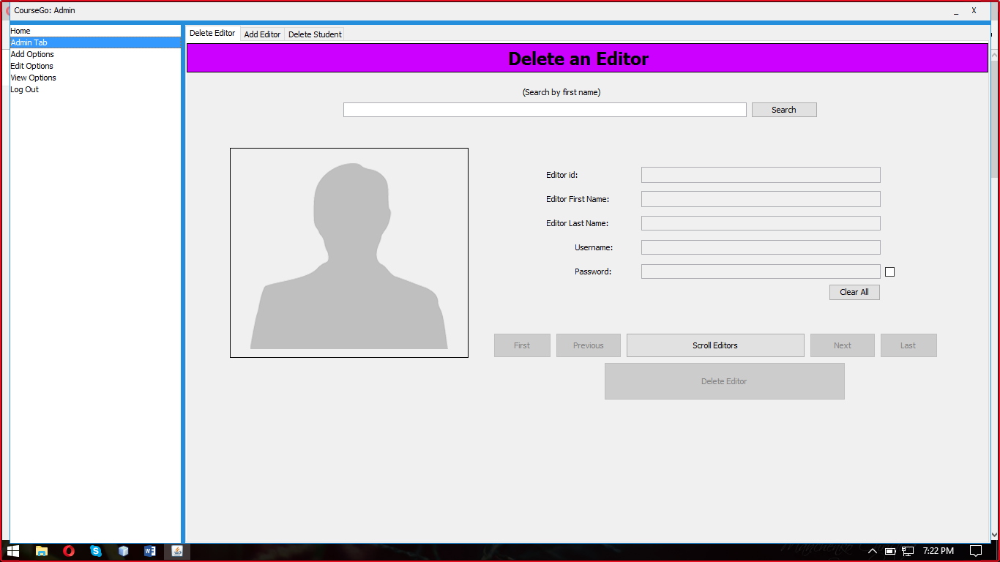 CourseGo: Admin
_ X
Home
Admin Tab
Add Options
Edit Options
View Options
Log Out
Delete Editor Add Editor Delete Student
Delete an Editor
(Search by first name)
Search
Editor id:
Editor First Name:
Editor Last Name:
Username:
Password:
Clear All
First Previous Scroll Editors Next Last
Delete Editor
7:22 PM